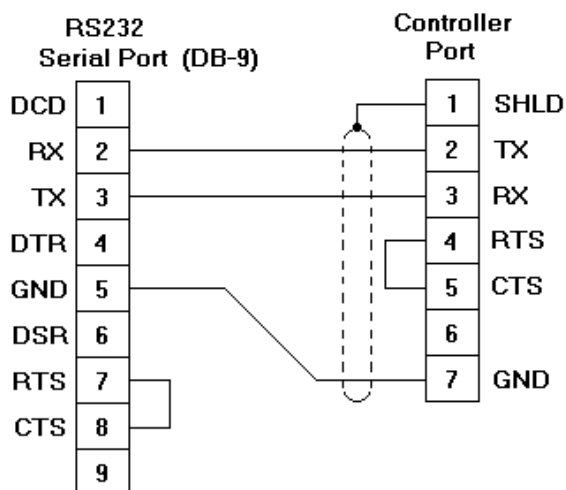 RS232
Serial Port (DB-9)
DCD 1
RX 2
TX 3
DTR 4
GND 5
DSR 6
RTS 7
CTS 8
9
Controller
Port
1 SHLD
2 TX
3 RX
4 RTS
5 CTS
6
7 GND